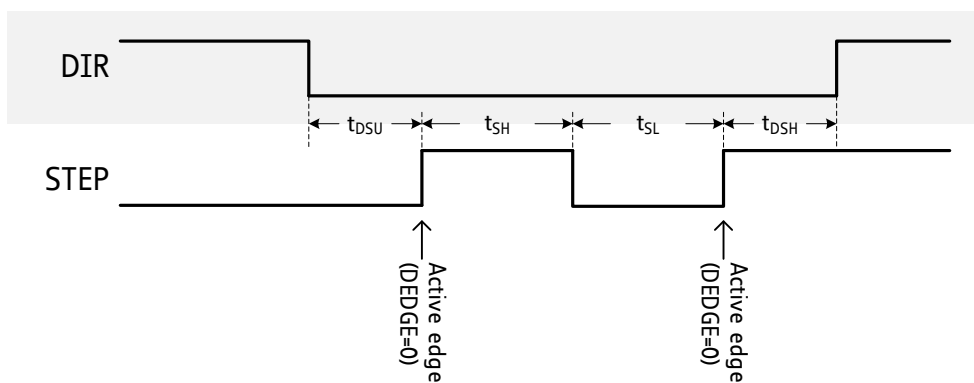 DIR
tDSU
tSH
tSL
tDSH
STEP
Active edge
(DEDGE=0)
Active edge
(DEDGE=0)